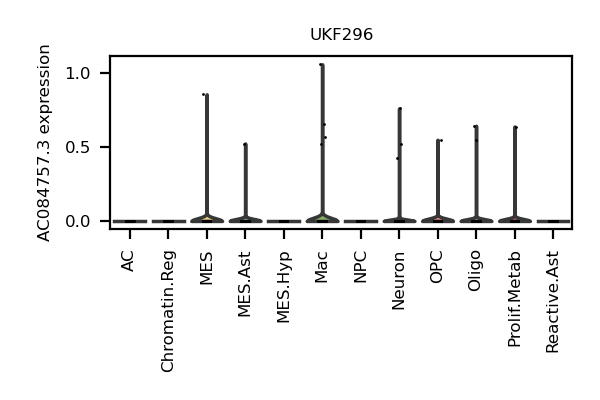 UKF296
AC084757.3 expression
1.0
0.5
0.0
AC
Chromatin.Reg
MES
MES.Ast
MES.Hyp
Mac
NPC
Neuron
OPC
Oligo
Prolif.Metab
Reactive.Ast